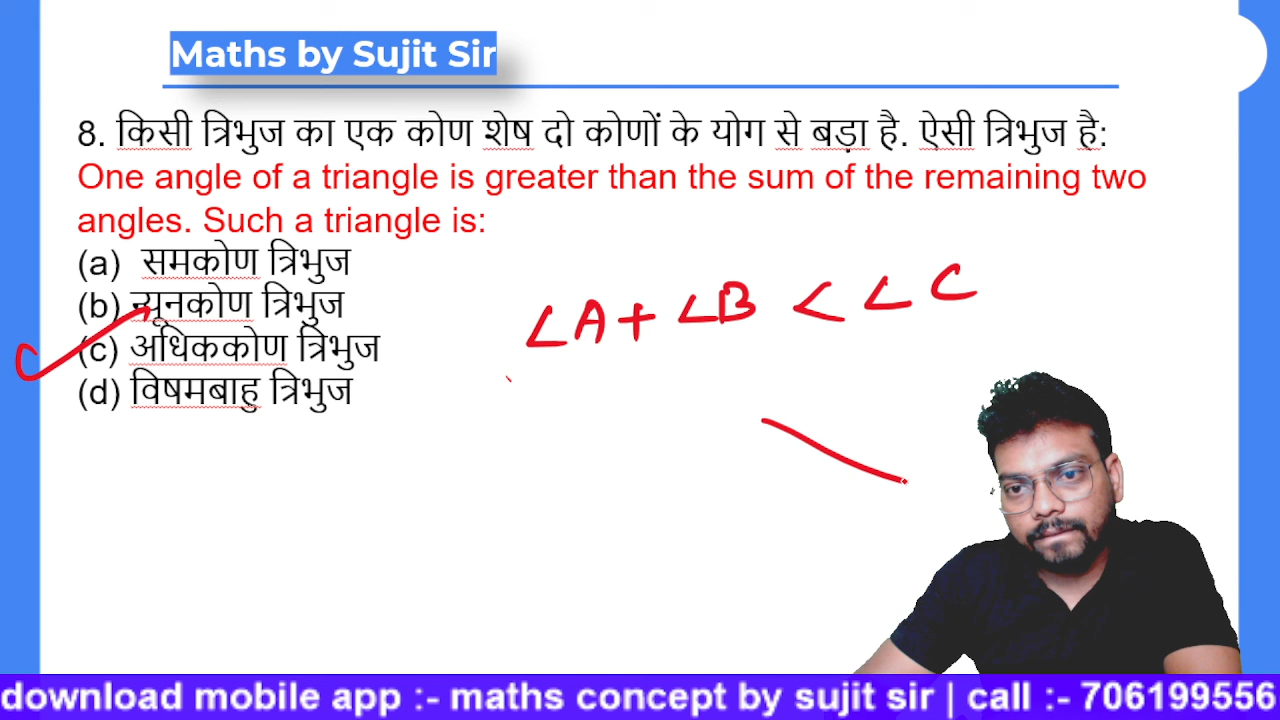 Maths by Sujit Sir
8. किसी त्रिभुज का एक कोण शेष दो कोणों के योग से बड़ा है. ऐसी त्रिभुज है:
One angle of a triangle is greater than the sum of the remaining two
angles. Such a triangle is:
(a) समकोण त्रिभुज
(b) न्यूनकोण त्रिभुज
(c) अधिककोण त्रिभुज
(d) विषमबाहु त्रिभुज
∠A + ∠B < ∠C
download mobile app :- maths concept by sujit sir | call :- 706199556